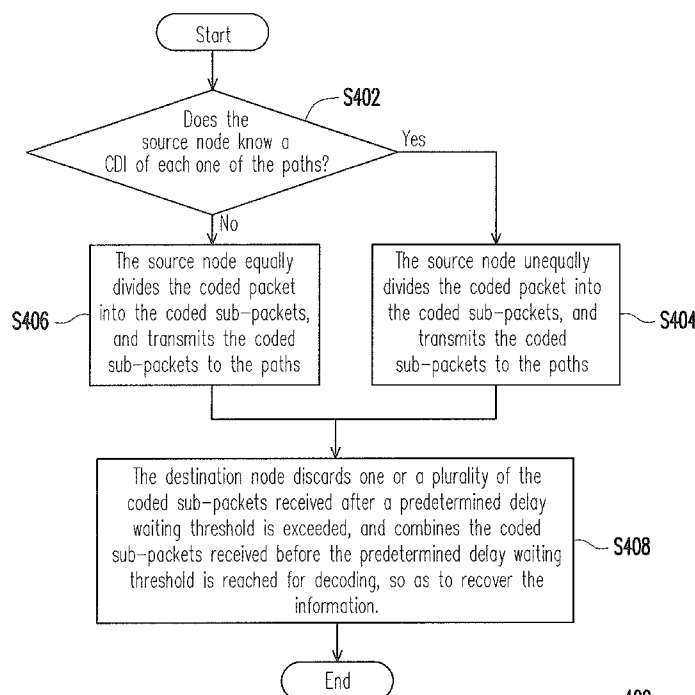 Start
S402
Does the
source node know a
CDI of each one of the paths?
Yes
No
The source node equally
divides the coded packet
into the coded sub-packets,
and transmits the coded
sub-packets to the paths
S406
The source node unequally
divides the coded packet into
the coded sub-packets, and
transmits the coded
sub-packets to the paths
S404
The destination node discards one or a plurality of the
coded sub-packets received after a predetermined delay
waiting threshold is exceeded, and combines the coded
sub-packets received before the predetermined delay waiting
threshold is reached for decoding, so as to recover the
information.
S408
End